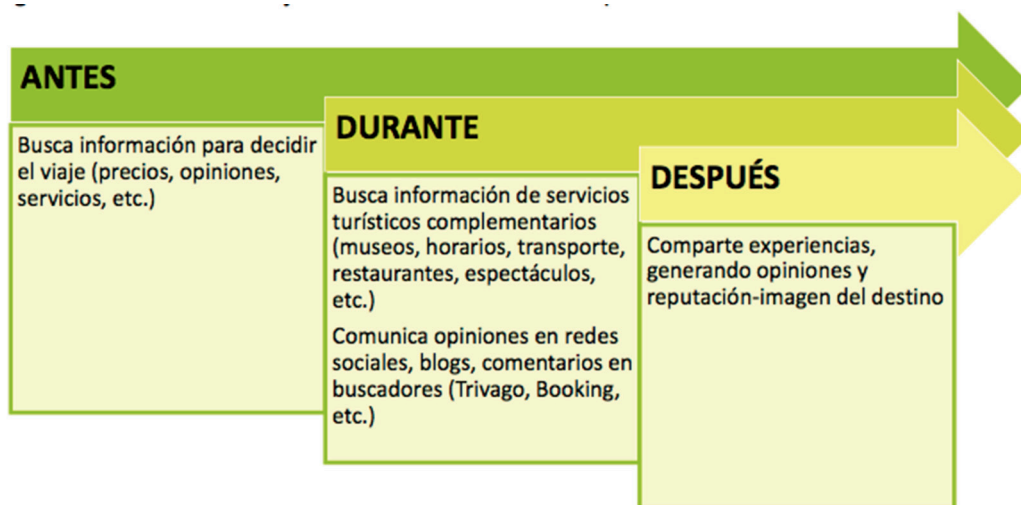 ANTES
Busca información para decidir
el viaje (precios, opiniones,
servicios, etc.)
DURANTE
Busca información de servicios
turísticos complementarios
(museos, horarios, transporte,
restaurantes, espectáculos,
etc.)
Comunica opiniones en redes
sociales, blogs, comentarios en
buscadores (Trivago, Booking,
etc.)
DESPUÉS
Comparte experiencias,
generando opiniones y
reputación-imagen del destino